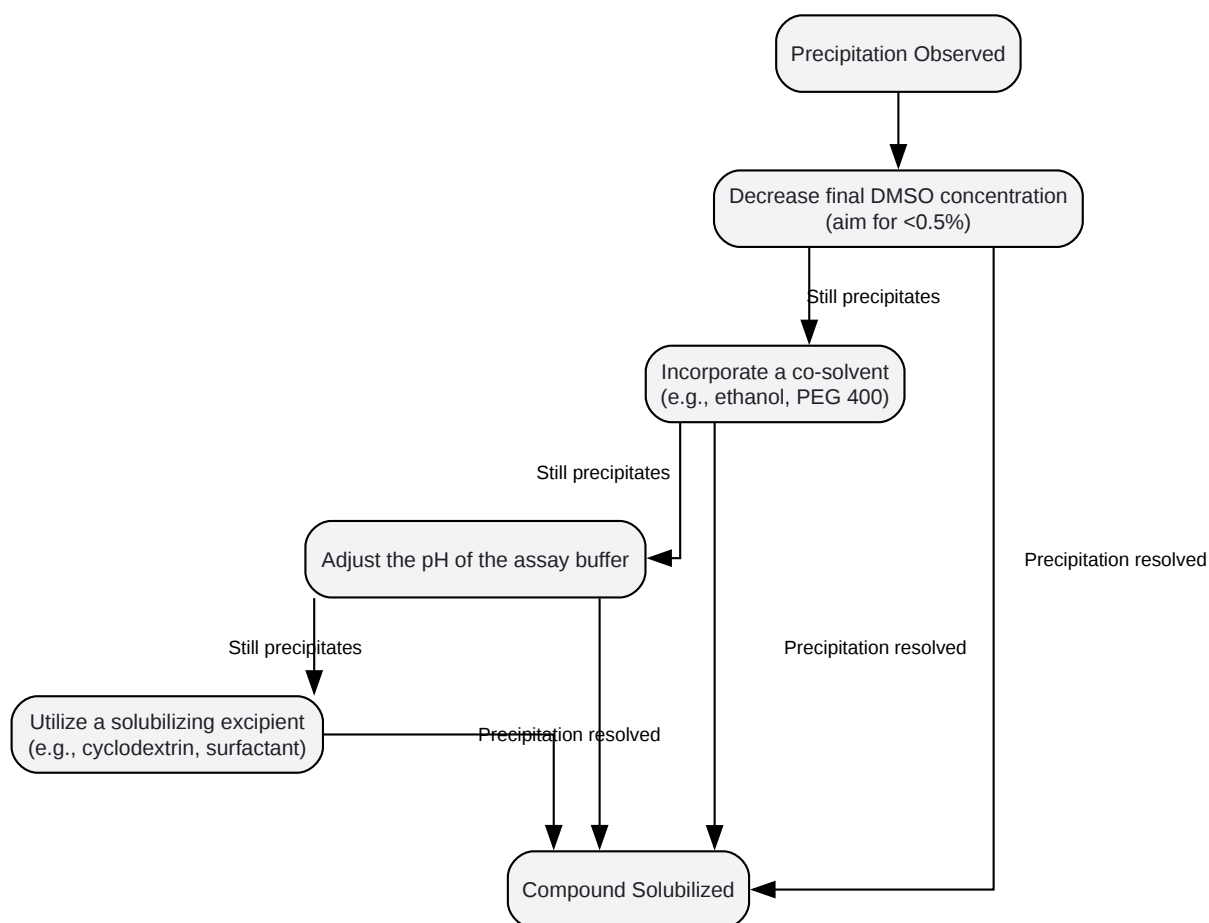 Precipitation Observed
Decrease final DMSO concentration
(aim for <0.5%)
Still precipitates
Incorporate a co-solvent
(e.g., ethanol, PEG 400)
Still precipitates
Adjust the pH of the assay buffer
Precipitation resolved
Still precipitates
Precipitation resolved
Utilize a solubilizing excipient
(e.g., cyclodextrin, surfactant)
Precipitation resolved
Compound Solubilized